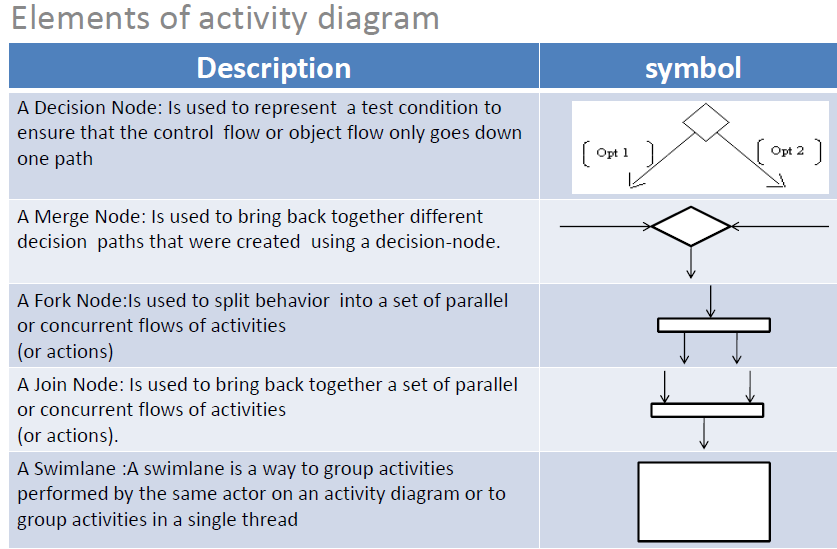 Elements of activity diagram
Description
symbol
A Decision Node: Is used to represent a test condition to
ensure that the control flow or object flow only goes down
one path
[ Opt 1 ]
[ Opt 2 ]
A Merge Node: Is used to bring back together different
decision paths that were created using a decision-node.
A Fork Node:Is used to split behavior into a set of parallel
or concurrent flows of activities
(or actions)
A Join Node: Is used to bring back together a set of parallel
or concurrent flows of activities
(or actions).
A Swimlane :A swimlane is a way to group activities
performed by the same actor on an activity diagram or to
group activities in a single thread